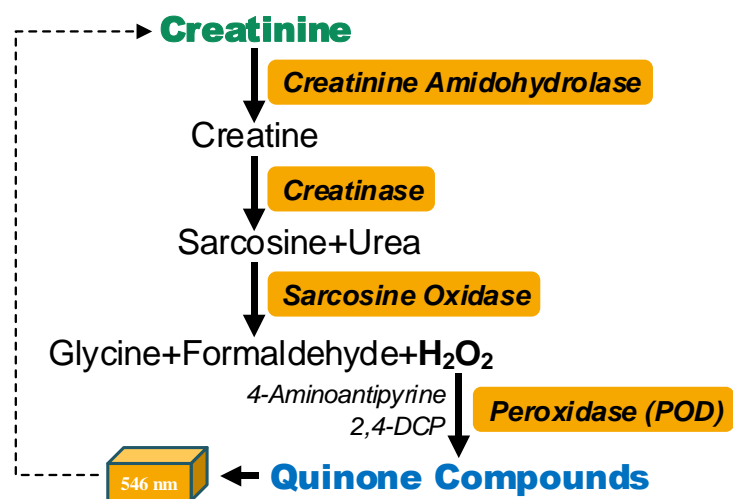 Creatinine
Creatinine Amidohydrolase
Creatine
Creatinase
Sarcosine+Urea
Sarcosine Oxidase
Glycine+Formaldehyde+H₂O₂
4-Aminoantipyrine
2,4-DCP
Peroxidase (POD)
546 nm
Quinone Compounds